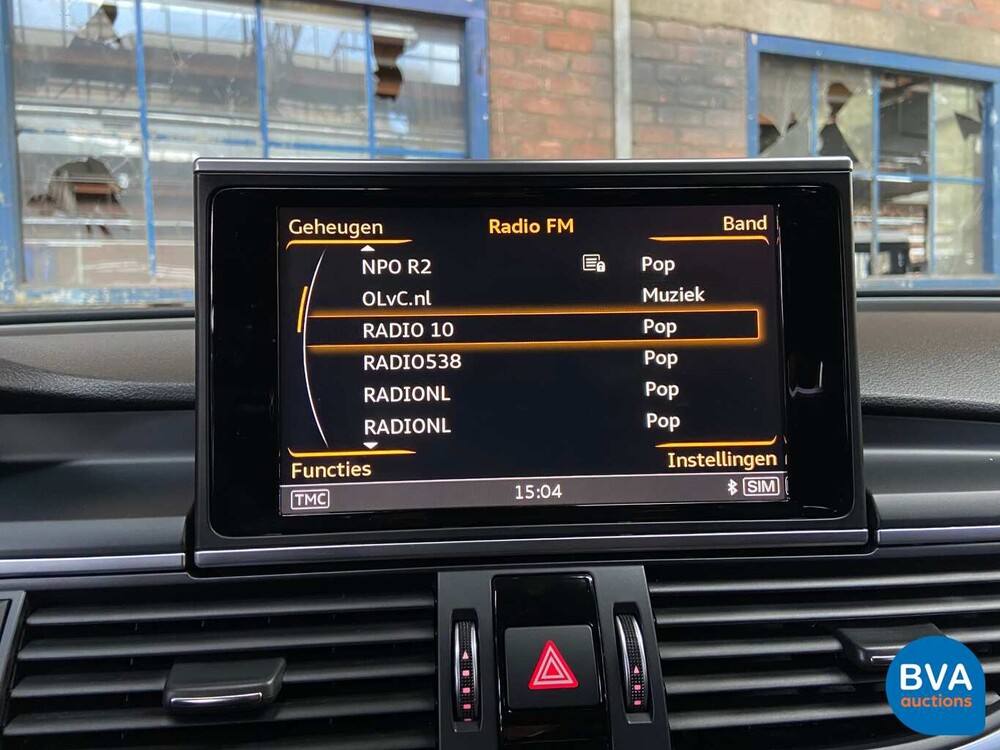 Geheugen Radio FM Band
NPO R2 Pop
OLvC.nl Muziek
RADIO 10 Pop
RADIO538 Pop
RADIONL Pop
RADIONL Pop
Functies Instellingen
TMC 15:04 SIM
BVA
auctions